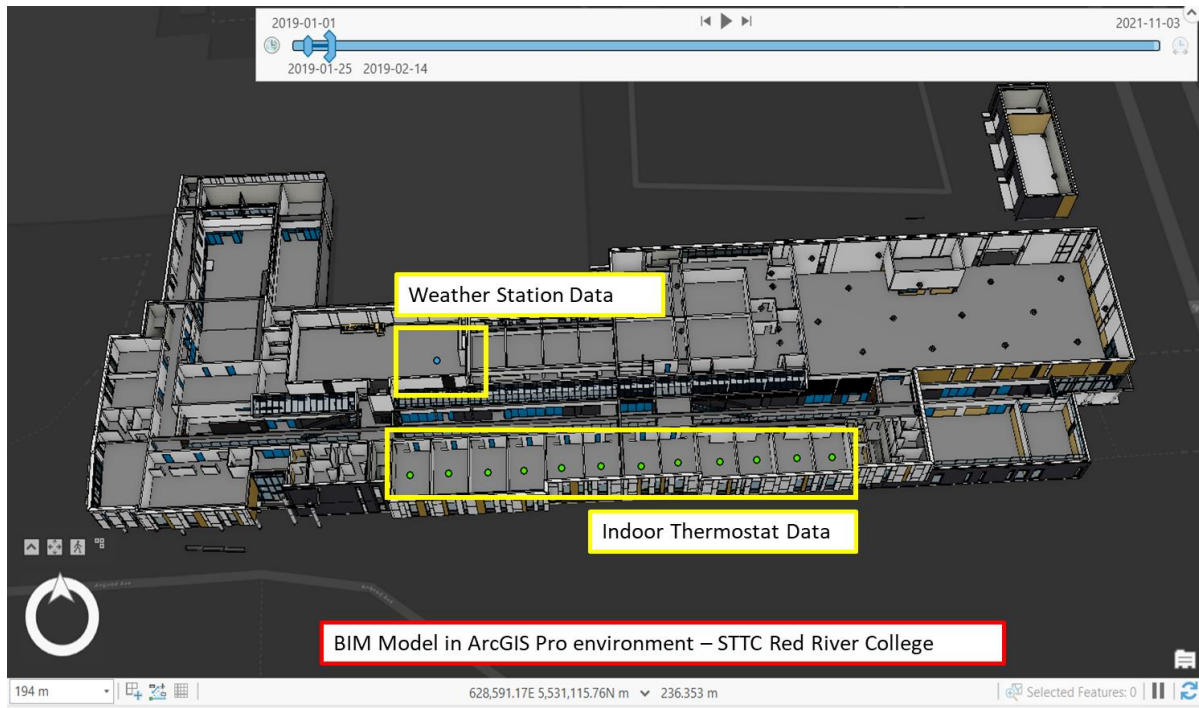 2019-01-01
2021-11-03
2019-01-25 2019-02-14
Weather Station Data
Indoor Thermostat Data
BIM Model in ArcGIS Pro environment – STTC Red River College
194 m
628,591.17E 5,531,115.76N m
236.353 m
Selected Features: 0